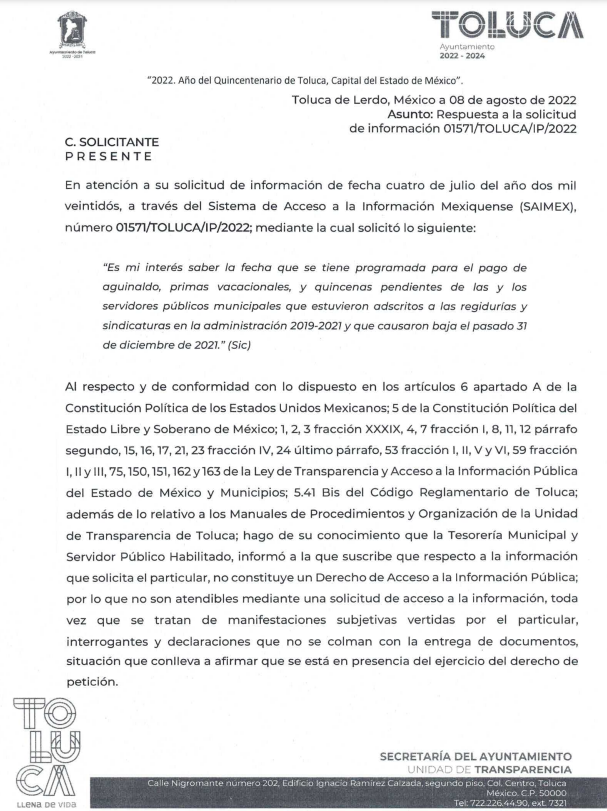 Ayuntamiento de Toluca
2022 - 2024
TOLUCA
Ayuntamiento
2022 - 2024
"2022. Año del Quincentenario de Toluca, Capital del Estado de México".
Toluca de Lerdo, México a 08 de agosto de 2022
Asunto: Respuesta a la solicitud
de información 01571/TOLUCA/IP/2022
C. SOLICITANTE
P R E S E N T E
En atención a su solicitud de información de fecha cuatro de julio del año dos mil
veintidós, a través del Sistema de Acceso a la Información Mexiquense (SAIMEX),
número 01571/TOLUCA/IP/2022; mediante la cual solicitó lo siguiente:
"Es mi interés saber la fecha que se tiene programada para el pago de
aguinaldo, primas vacacionales, y quincenas pendientes de las y los
servidores públicos municipales que estuvieron adscritos a las regidurías y
sindicaturas en la administración 2019-2021 y que causaron baja el pasado 31
de diciembre de 2021." (Sic)
Al respecto y de conformidad con lo dispuesto en los artículos 6 apartado A de la
Constitución Política de los Estados Unidos Mexicanos; 5 de la Constitución Política del
Estado Libre y Soberano de México; 1, 2, 3 fracción XXXIX, 4, 7 fracción I, 8, 11, 12 párrafo
segundo, 15, 16, 17, 21, 23 fracción IV, 24 último párrafo, 53 fracción I, II, V y VI, 59 fracción
I, II y III, 75, 150, 151, 162 y 163 de la Ley de Transparencia y Acceso a la Información Pública
del Estado de México y Municipios; 5.41 Bis del Código Reglamentario de Toluca;
además de lo relativo a los Manuales de Procedimientos y Organización de la Unidad
de Transparencia de Toluca; hago de su conocimiento que la Tesorería Municipal y
Servidor Público Habilitado, informó a la que suscribe que respecto a la información
que solicita el particular, no constituye un Derecho de Acceso a la Información Pública;
por lo que no son atendibles mediante una solicitud de acceso a la información, toda
vez que se tratan de manifestaciones subjetivas vertidas por el particular,
interrogantes y declaraciones que no se colman con la entrega de documentos,
situación que conlleva a afirmar que se está en presencia del ejercicio del derecho de
petición.
TO
LU
CA
LLENA DE VIDA
SECRETARÍA DEL AYUNTAMIENTO
UNIDAD DE TRANSPARENCIA
Calle Nigromante número 202, Edificio Ignacio Ramírez Calzada, segundo piso, Col. Centro, Toluca
México. C.P. 50000
Tel: 722.226.44.90, ext. 7321